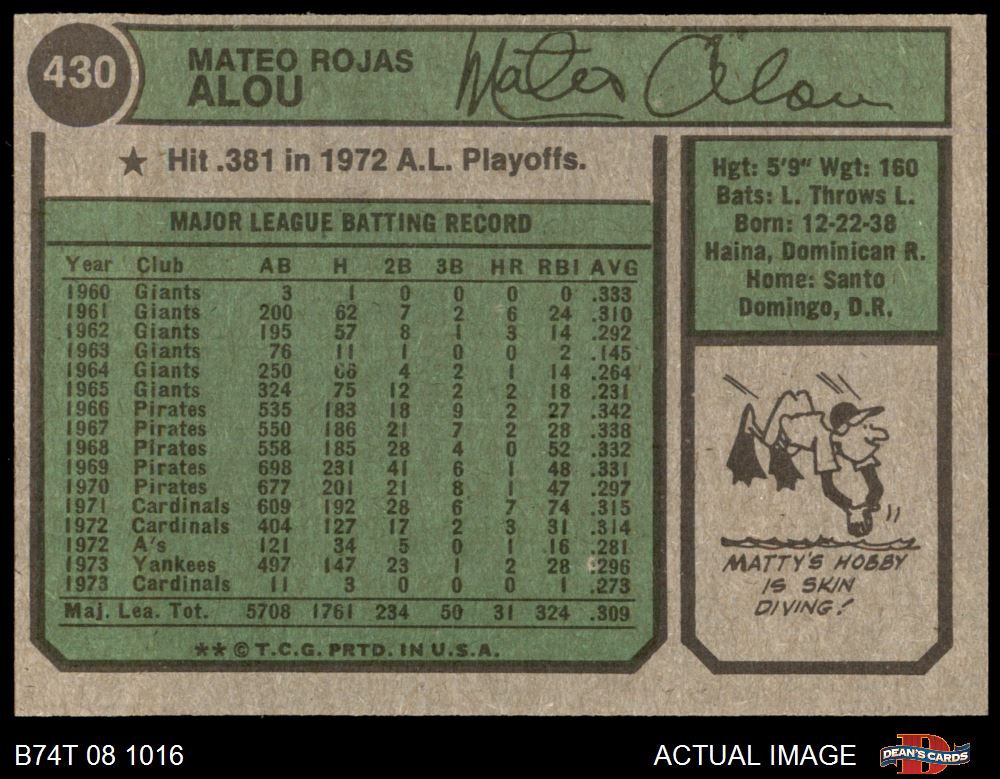 430
MATEO ROJAS
ALOU
Mateo Alou
★ Hit .381 in 1972 A.L. Playoffs.
MAJOR LEAGUE BATTING RECORD
Year Club AB H 2B 3B HR RBI AVG
1960 Giants 3 1 0 0 0 0 .333
1961 Giants 200 62 7 2 6 24 .310
1962 Giants 195 57 8 1 3 14 .292
1963 Giants 76 11 1 0 0 2 .145
1964 Giants 250 66 4 2 1 14 .264
1965 Giants 324 75 12 2 2 18 .231
1966 Pirates 535 183 18 9 2 27 .342
1967 Pirates 550 186 21 7 2 28 .338
1968 Pirates 558 185 28 4 0 52 .332
1969 Pirates 698 231 41 6 1 48 .331
1970 Pirates 677 201 21 8 1 47 .297
1971 Cardinals 609 192 28 6 7 74 .315
1972 Cardinals 404 127 17 2 3 31 .314
1972 A's 121 34 5 0 1 16 .281
1973 Yankees 497 147 23 1 2 28 .296
1973 Cardinals 11 3 0 0 0 1 .273
Maj. Lea. Tot. 5708 1761 234 50 31 324 .309
** © T.C.G. PRTD. IN U.S.A.
Hgt: 5'9" Wgt: 160
Bats: L. Throws L.
Born: 12-22-38
Haina, Dominican R.
Home: Santo
Domingo, D.R.
MATTY'S HOBBY
IS SKIN
DIVING!
B74T 08 1016
ACTUAL IMAGE
DEAN'S CARDS